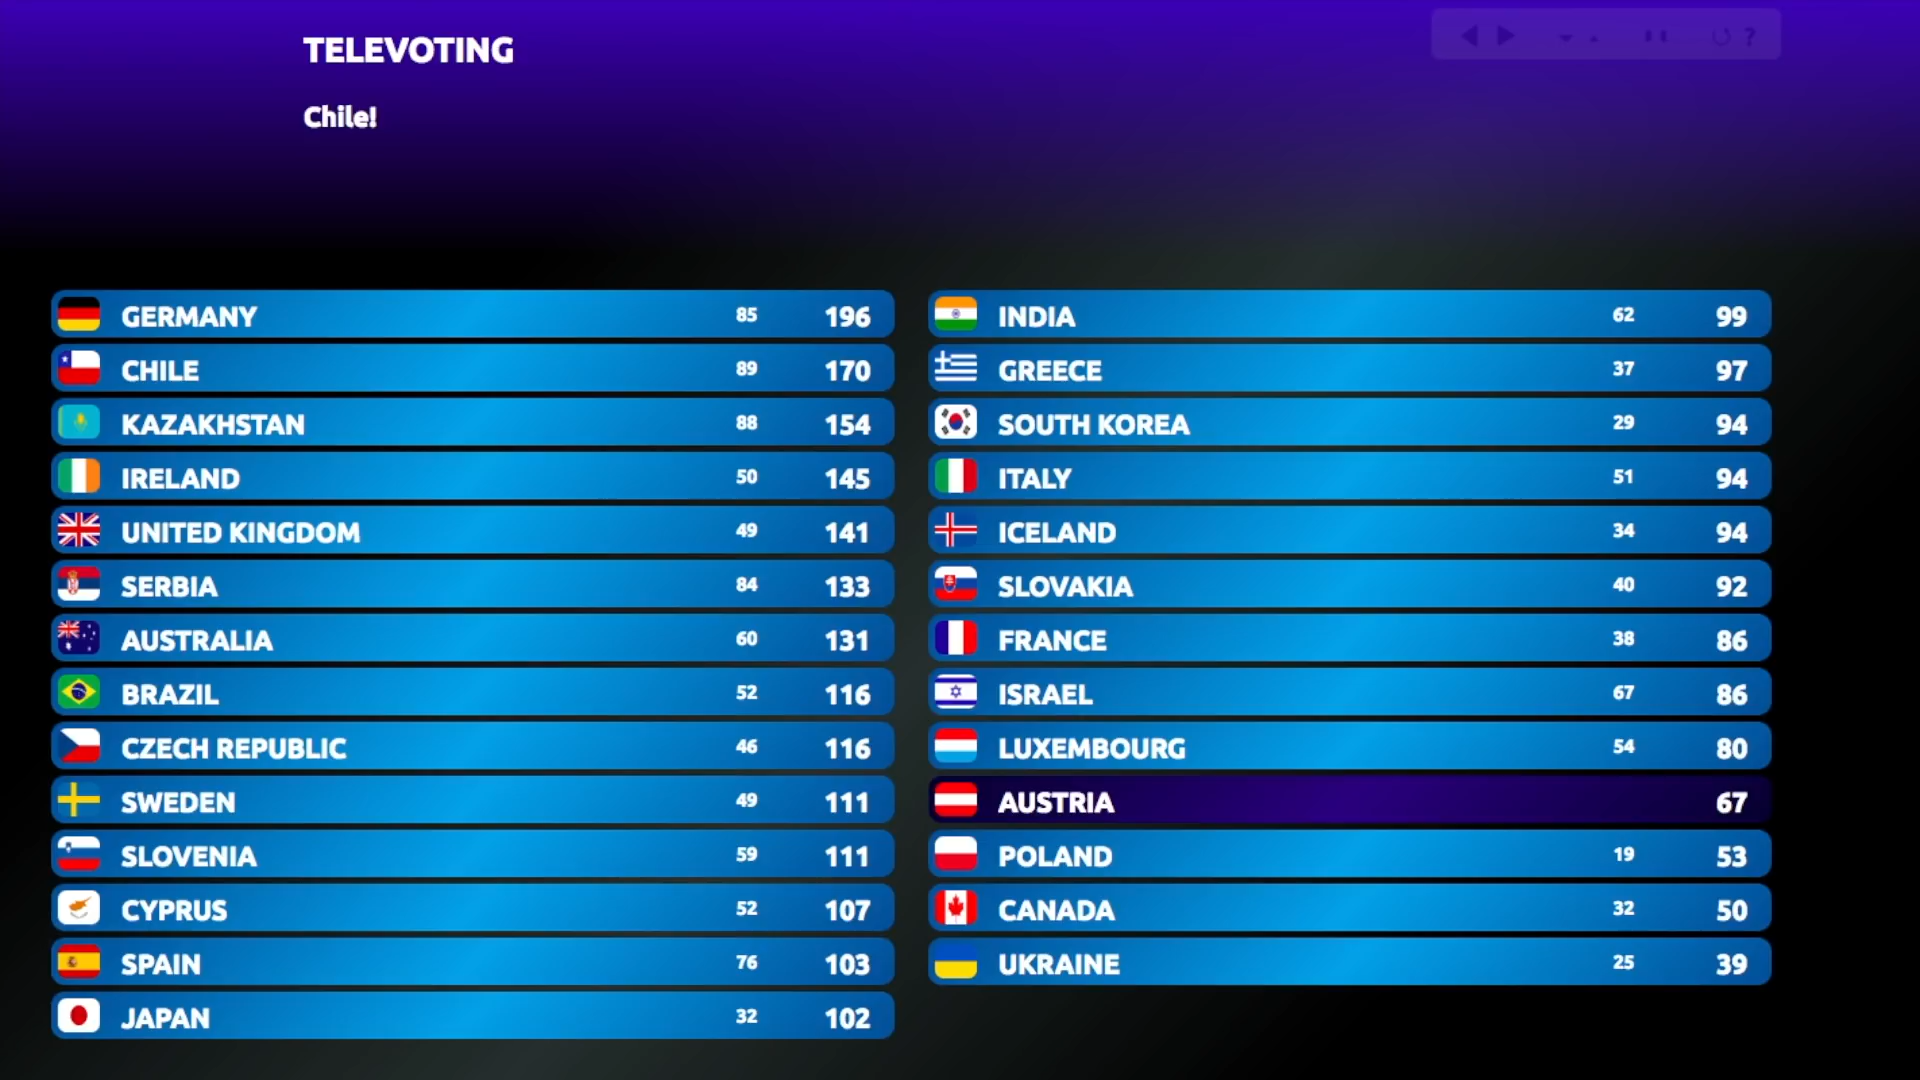 TELEVOTING
?
Chile!
GERMANY 85 196
CHILE 89 170
KAZAKHSTAN 88 154
IRELAND 50 145
UNITED KINGDOM 49 141
SERBIA 84 133
AUSTRALIA 60 131
BRAZIL 52 116
CZECH REPUBLIC 46 116
SWEDEN 49 111
SLOVENIA 59 111
CYPRUS 52 107
SPAIN 76 103
JAPAN 32 102
INDIA 62 99
GREECE 37 97
SOUTH KOREA 29 94
ITALY 51 94
ICELAND 34 94
SLOVAKIA 40 92
FRANCE 38 86
ISRAEL 67 86
LUXEMBOURG 54 80
AUSTRIA 67
POLAND 19 53
CANADA 32 50
UKRAINE 25 39